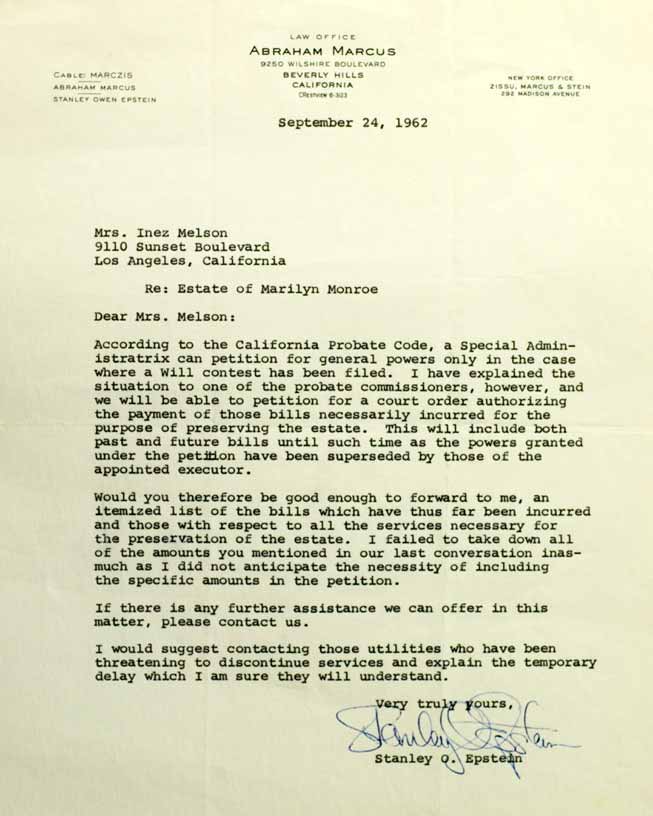 LAW OFFICE
ABRAHAM MARCUS
9250 WILSHIRE BOULEVARD
BEVERLY HILLS
CALIFORNIA
CRestview 6-3123
CABLE: MARCZIS
ABRAHAM MARCUS
STANLEY OWEN EPSTEIN
NEW YORK OFFICE
ZISSU, MARCUS & STEIN
292 MADISON AVENUE
September 24, 1962
Mrs. Inez Melson
9110 Sunset Boulevard
Los Angeles, California
Re: Estate of Marilyn Monroe
Dear Mrs. Melson:
According to the California Probate Code, a Special Admin-
istratrix can petition for general powers only in the case
where a Will contest has been filed. I have explained the
situation to one of the probate commissioners, however, and
we will be able to petition for a court order authorizing
the payment of those bills necessarily incurred for the
purpose of preserving the estate. This will include both
past and future bills until such time as the powers granted
under the petition have been superseded by those of the
appointed executor.
Would you therefore be good enough to forward to me, an
itemized list of the bills which have thus far been incurred
and those with respect to all the services necessary for
the preservation of the estate. I failed to take down all
of the amounts you mentioned in our last conversation inas-
much as I did not anticipate the necessity of including
the specific amounts in the petition.
If there is any further assistance we can offer in this
matter, please contact us.
I would suggest contacting those utilities who have been
threatening to discontinue services and explain the temporary
delay which I am sure they will understand.
Very truly yours,
Stanley O. Epstein
Stanley O. Epstein